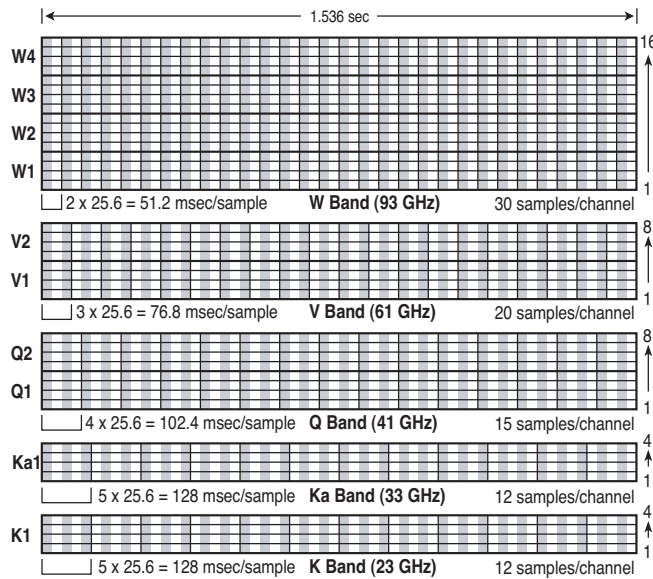 1.536 sec
16
W4
W3
W2
W1
1
2 x 25.6 = 51.2 msec/sample W Band (93 GHz) 30 samples/channel
8
V2
V1
1
3 x 25.6 = 76.8 msec/sample V Band (61 GHz) 20 samples/channel
8
Q2
Q1
1
4 x 25.6 = 102.4 msec/sample Q Band (41 GHz) 15 samples/channel
4
Ka1
1
5 x 25.6 = 128 msec/sample Ka Band (33 GHz) 12 samples/channel
4
K1
1
5 x 25.6 = 128 msec/sample K Band (23 GHz) 12 samples/channel